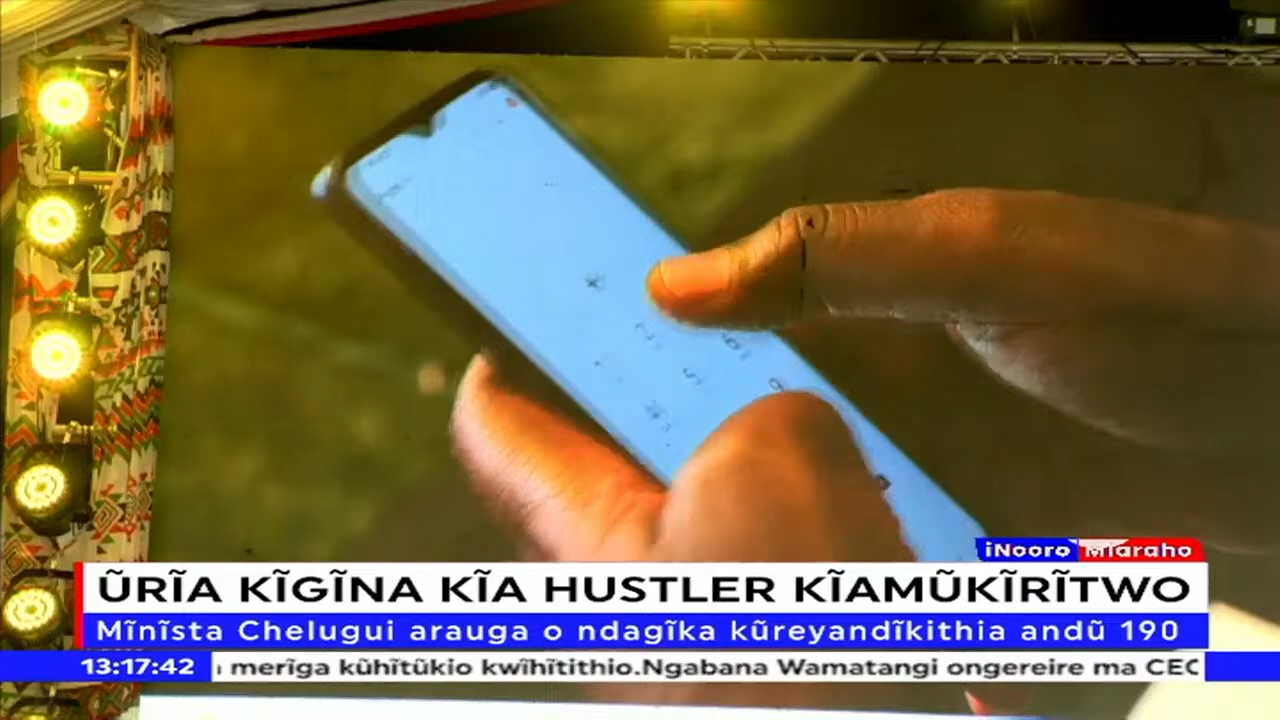 iNooro Miaraho
ŨRĨA KĨGĨNA KĨA HUSTLER KĨAMŨKĨRĨTWO
Mĩnĩsta Chelugui arauga o ndagĩka kũreyandĩkithia andũ 190
13:17:42 merĩga kũhĩtũkio kwĩhĩtithio.Ngabana Wamatangi ongereire ma CEC